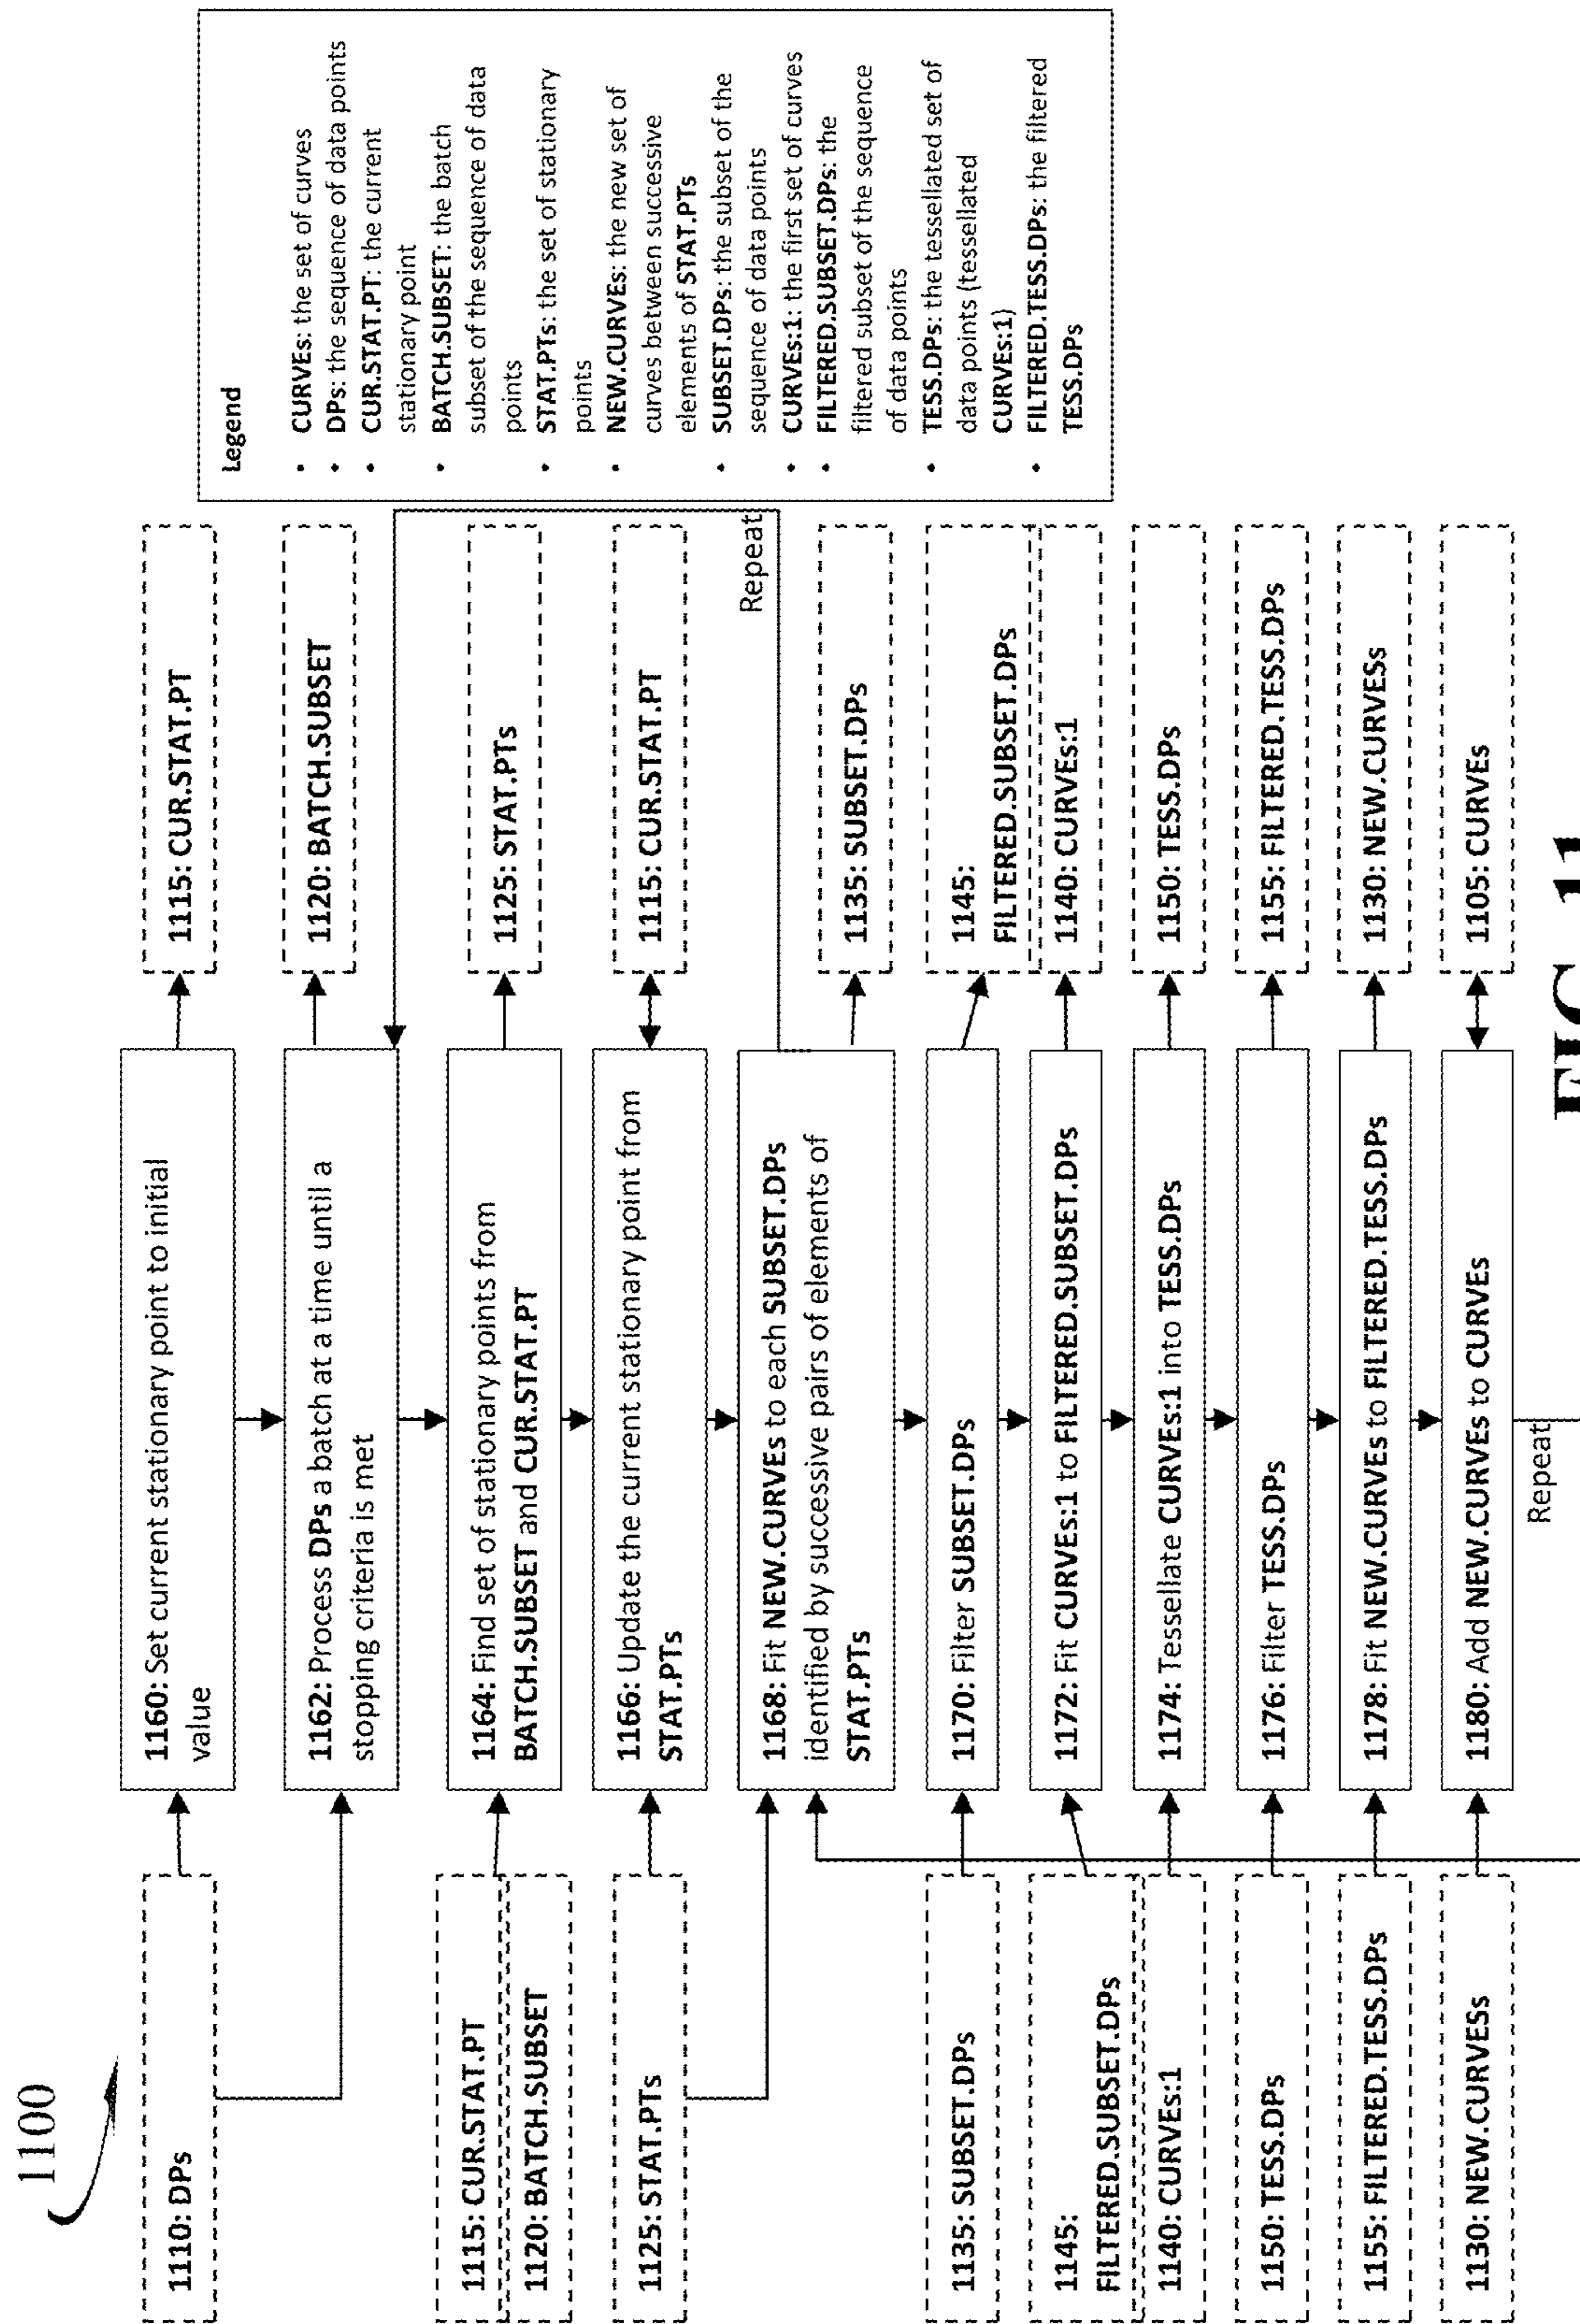 1100
1110: DPs
1115: CUR.STAT.PT
1120: BATCH.SUBSET
1125: STAT.PTs
1135: SUBSET.DPs
1145:
FILTERED.SUBSET.DPs
1140: CURVEs:1
1150: TESS.DPs
1155: FILTERED.TESS.DPs
1130: NEW.CURVESs
1160: Set current stationary point to initial
value
1162: Process DPs a batch at a time until a
stopping criteria is met
1164: Find set of stationary points from
BATCH.SUBSET and CUR.STAT.PT
1166: Update the current stationary point from
STAT.PTs
1168: Fit NEW.CURVEs to each SUBSET.DPs
identified by successive pairs of elements of
STAT.PTs
1170: Filter SUBSET.DPs
1172: Fit CURVEs:1 to FILTERED.SUBSET.DPs
1174: Tessellate CURVEs:1 into TESS.DPs
1176: Filter TESS.DPs
1178: Fit NEW.CURVEs to FILTERED.TESS.DPs
1180: Add NEW.CURVEs to CURVEs
Repeat
1115: CUR.STAT.PT
1120: BATCH.SUBSET
1125: STAT.PTs
1115: CUR.STAT.PT
Repeat
1135: SUBSET.DPs
1145:
FILTERED.SUBSET.DPs
1140: CURVEs:1
1150: TESS.DPs
1155: FILTERED.TESS.DPs
1130: NEW.CURVESs
1105: CURVEs
Legend
• CURVEs: the set of curves
• DPs: the sequence of data points
• CUR.STAT.PT: the current
stationary point
• BATCH.SUBSET: the batch
subset of the sequence of data
points
• STAT.PTs: the set of stationary
points
• NEW.CURVEs: the new set of
curves between successive
elements of STAT.PTs
• SUBSET.DPs: the subset of the
sequence of data points
• CURVEs:1: the first set of curves
• FILTERED.SUBSET.DPs: the
filtered subset of the sequence
of data points
• TESS.DPs: the tessellated set of
data points (tessellated
CURVEs:1)
• FILTERED.TESS.DPs: the filtered
TESS.DPs
FIG 11